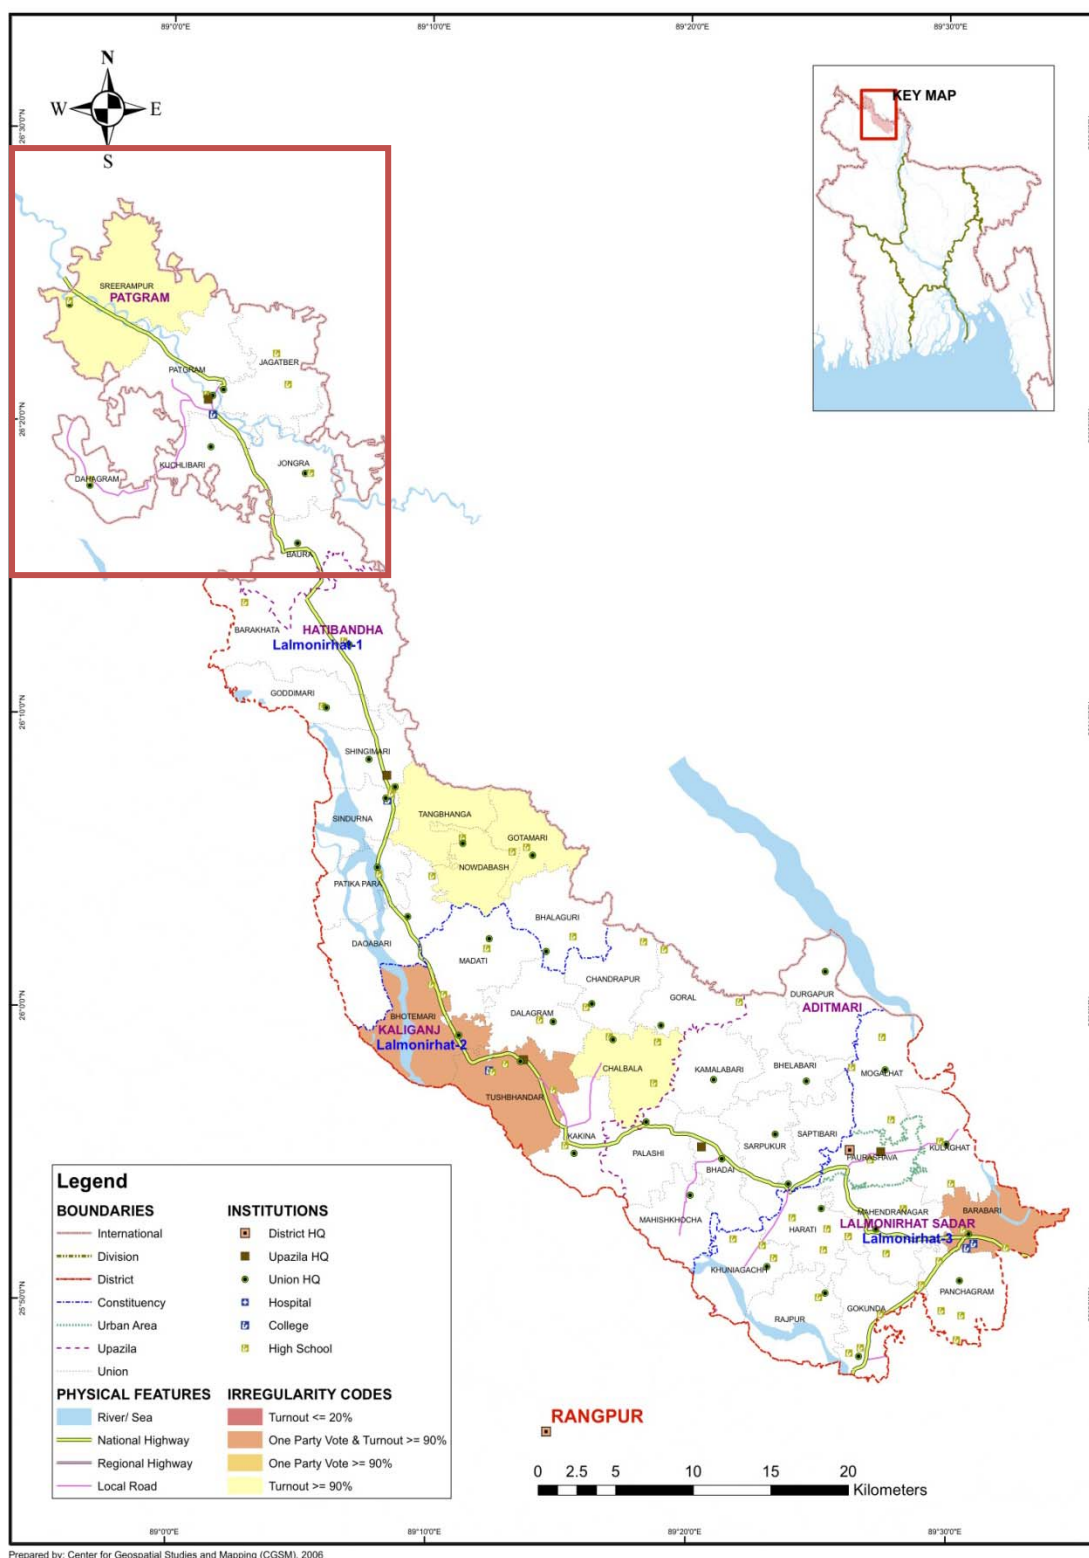 89°0'0"E
89°10'0"E
89°20'0"E
89°30'0"E
N
W E
S
KEY MAP
26°30'0"N
SREERAMPUR
PATGRAM
PATGRAM
JAGATBER
26°20'0"N
KUCHLIBARI
JONGRA
DAHAGRAM
BAURA
BARAKHATA
HATIBANDHA
Lalmonirhat-1
GODDIMARI
26°10'0"N
SHINGIMARI
TANGBHANGA
SINDURNA
GOTAMARI
NOWDABASH
PATIKA PARA
BHALAGURI
DAOABARI
MADATI
CHANDRAPUR
GORAL
DURGAPUR
26°0'0"N
ADITMARI
BHOTEMARI
DALAGRAM
KALIGANJ
Lalmonirhat-2
CHALBALA
KAMALABARI
BHELABARI
MOGALHAT
TUSHBHANDAR
KAKINA
SAPTIBARI
SARPUKUR
PALASHI
BHADAI
PAURASHAVA
KULAGHAT
MAHISHKHOCHA
MAHENDRANAGAR
BARABARI
HARATI
LALMONIRHAT SADAR
Lalmonirhat-3
KHUNIAGACHH
PANCHAGRAM
25°50'0"N
GOKUNDA
RAJPUR
Legend
BOUNDARIES
International
Division
District
Constituency
Urban Area
Upazila
Union
INSTITUTIONS
District HQ
Upazila HQ
Union HQ
Hospital
College
High School
PHYSICAL FEATURES
River/ Sea
National Highway
Regional Highway
Local Road
IRREGULARITY CODES
Turnout <= 20%
One Party Vote & Turnout >= 90%
One Party Vote >= 90%
Turnout >= 90%
RANGPUR
0 2.5 5 10 15 20
Kilometers
89°0'0"E
89°10'0"E
89°20'0"E
89°30'0"E
Prepared by: Center for Geospatial Studies and Mapping (CGSM), 2006